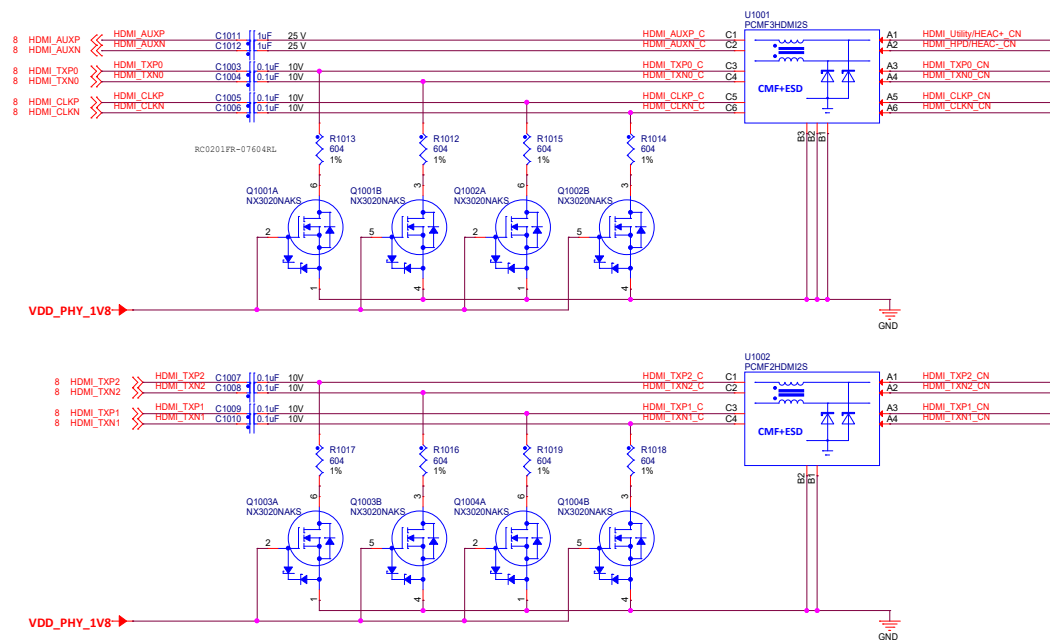 U1001
PCMF3HDMI2S
8 HDMI_AUXP HDMI_AUXP C1011 1uF 25 V HDMI_AUXP_C C1 A1 HDMI_Utility/HEAC+_CN
8 HDMI_AUXN HDMI_AUXN C1012 1uF 25 V HDMI_AUXN_C C2 A2 HDMI_HPD/HEAC-_CN
8 HDMI_TXP0 HDMI_TXP0 C1003 0.1uF 10V HDMI_TXP0_C C3 A3 HDMI_TXP0_CN
8 HDMI_TXN0 HDMI_TXN0 C1004 0.1uF 10V HDMI_TXN0_C C4 A4 HDMI_TXN0_CN
8 HDMI_CLKP HDMI_CLKP C1005 0.1uF 10V HDMI_CLKP_C C5 A5 HDMI_CLKP_CN
8 HDMI_CLKN HDMI_CLKN C1006 0.1uF 10V HDMI_CLKN_C C6 A6 HDMI_CLKN_CN
CMF+ESD
B3 B2 B1
R1013 R1012 R1015 R1014
604 604 604 604
1% 1% 1% 1%
RC0201FR-07604RL
6 3 6 3
Q1001A Q1001B Q1002A Q1002B
NX3020NAKS NX3020NAKS NX3020NAKS NX3020NAKS
2 5 2 5
1 4 1 4
VDD_PHY_1V8
GND
U1002
PCMF2HDMI2S
8 HDMI_TXP2 HDMI_TXP2 C1007 0.1uF 10V HDMI_TXP2_C C1 A1 HDMI_TXP2_CN
8 HDMI_TXN2 HDMI_TXN2 C1008 0.1uF 10V HDMI_TXN2_C C2 A2 HDMI_TXN2_CN
8 HDMI_TXP1 HDMI_TXP1 C1009 0.1uF 10V HDMI_TXP1_C C3 A3 HDMI_TXP1_CN
8 HDMI_TXN1 HDMI_TXN1 C1010 0.1uF 10V HDMI_TXN1_C C4 A4 HDMI_TXN1_CN
CMF+ESD
B2 B1
R1017 R1016 R1019 R1018
604 604 604 604
1% 1% 1% 1%
6 3 6 3
Q1003A Q1003B Q1004A Q1004B
NX3020NAKS NX3020NAKS NX3020NAKS NX3020NAKS
2 5 2 5
1 4 1 4
VDD_PHY_1V8
GND